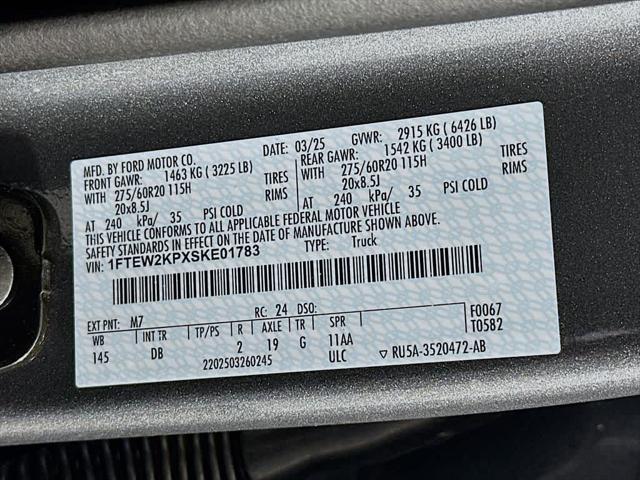 MFD. BY FORD MOTOR CO. DATE: 03/25 GVWR: 2915 KG ( 6426 LB)
FRONT GAWR: 1463 KG ( 3225 LB) REAR GAWR: 1542 KG ( 3400 LB)
WITH 275/60R20 115H TIRES WITH 275/60R20 115H TIRES
20x8.5J RIMS 20x8.5J RIMS
AT 240 kPa/ 35 PSI COLD AT 240 kPa/ 35 PSI COLD
THIS VEHICLE CONFORMS TO ALL APPLICABLE FEDERAL MOTOR VEHICLE
SAFETY STANDARDS IN EFFECT ON THE DATE OF MANUFACTURE SHOWN ABOVE.
VIN: 1FTEW2KPXSKE01783 TYPE: Truck
EXT PNT: M7 RC: 24 DSO: F0067
WB INT TR TP/PS R AXLE TR SPR T0582
145 DB 2 19 G 11AA
2202503260245 ULC ▽ RU5A-3520472-AB